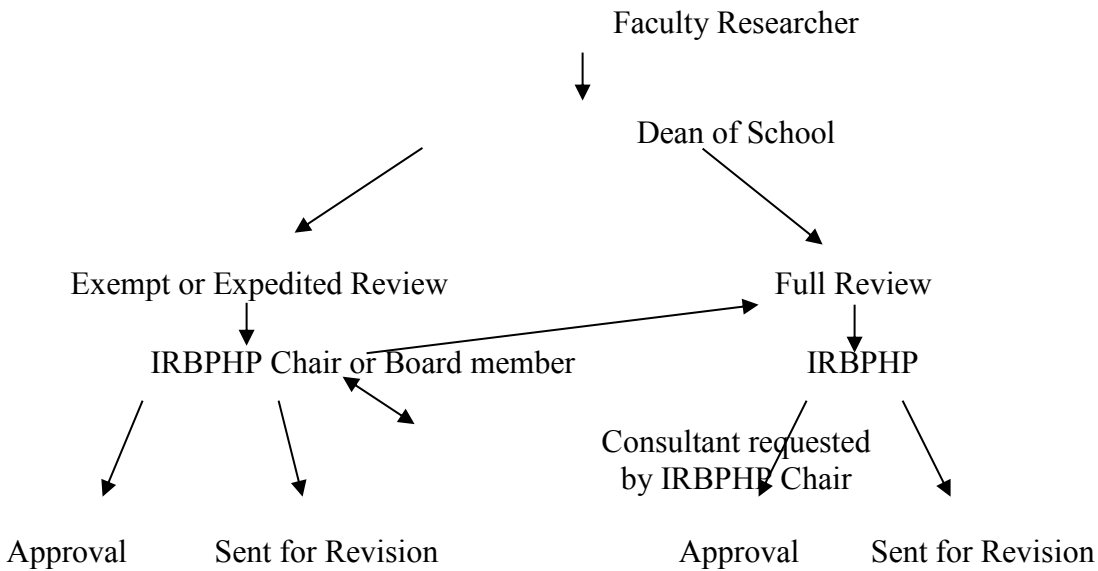 Faculty Researcher
Dean of School
Exempt or Expedited Review
Full Review
IRBPHP Chair or Board member
IRBPHP
Consultant requested
by IRBPHP Chair
Approval
Sent for Revision
Approval
Sent for Revision